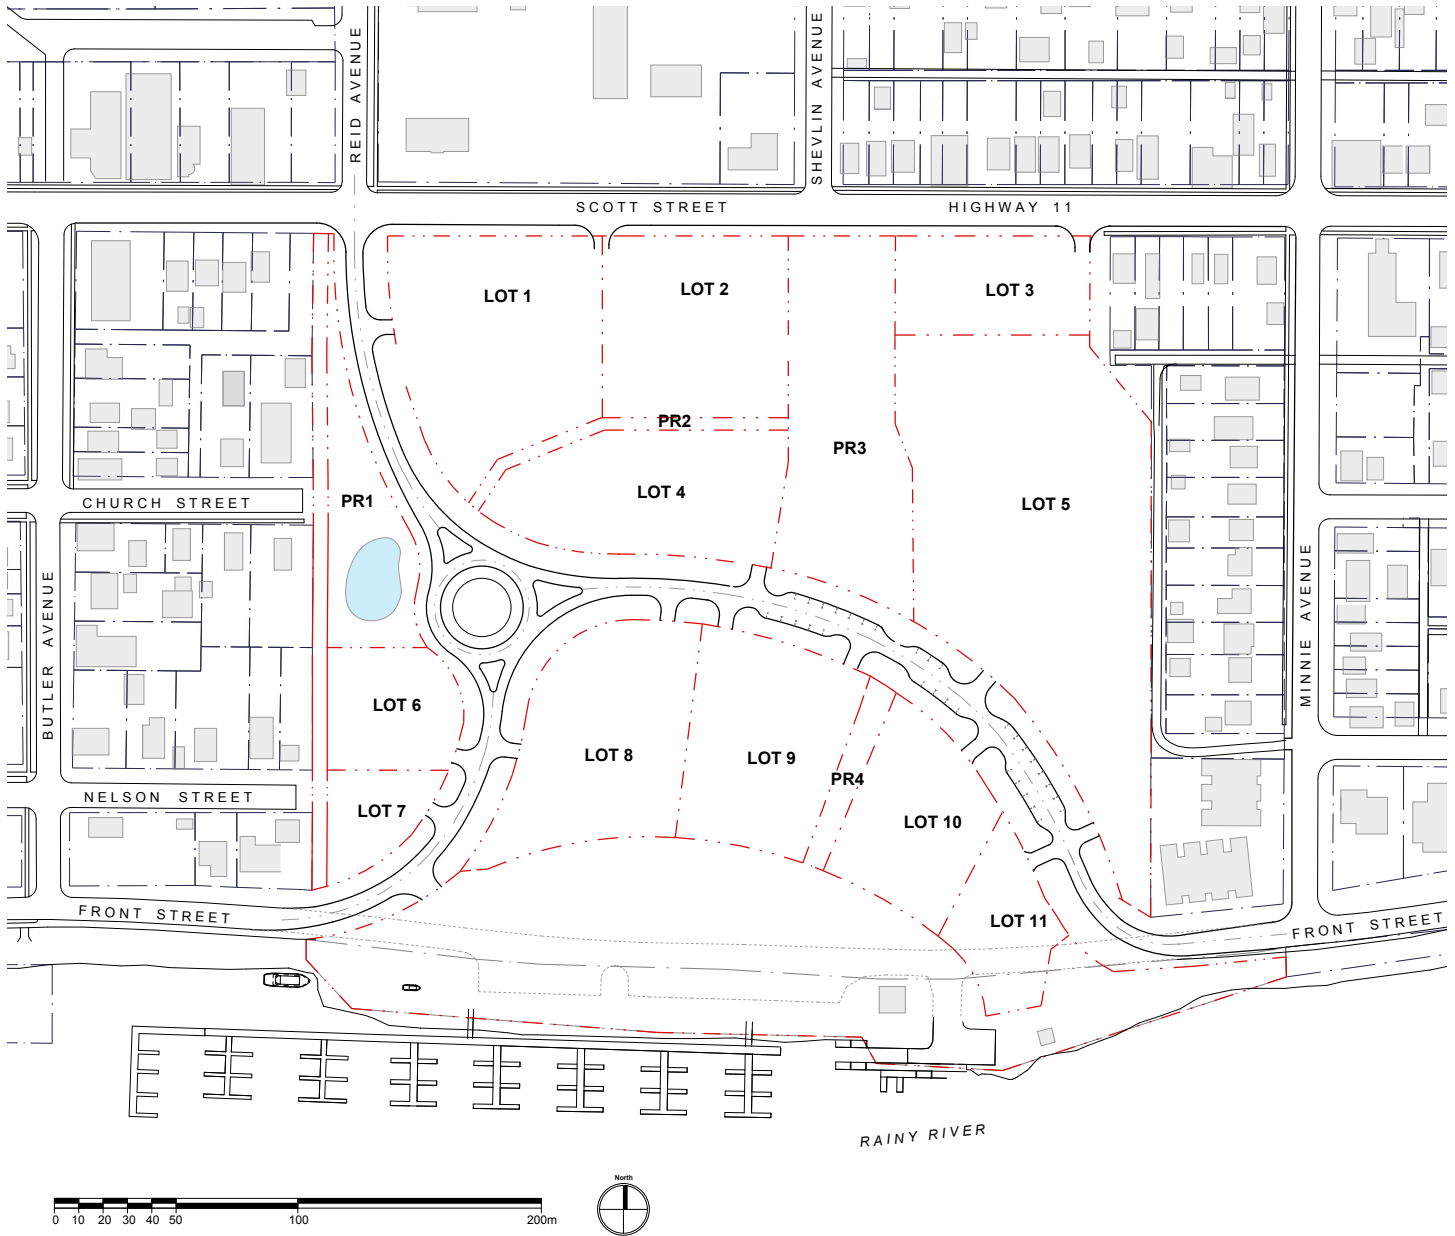 REID AVENUE
SHEVLIN AVENUE
SCOTT STREET
HIGHWAY 11
LOT 1
LOT 2
LOT 3
PR2
PR3
LOT 4
PR1
LOT 5
CHURCH STREET
BUTLER AVENUE
MINNIE AVENUE
LOT 6
LOT 8
LOT 9
PR4
NELSON STREET
LOT 7
LOT 10
FRONT STREET
LOT 11
FRONT STREET
RAINY RIVER
North
0 10 20 30 40 50 100 200m